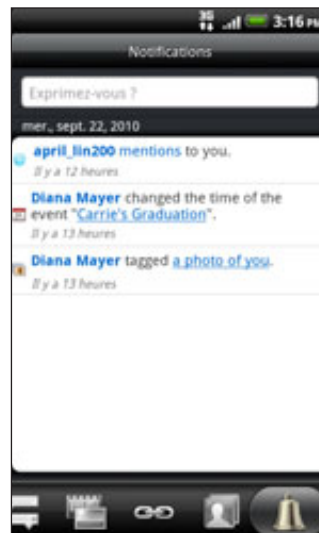 3G 3:16 PM
Notifications
Exprimez-vous ?
mer., sept. 22, 2010
april_lin200 mentions to you.
Il y a 12 heures
Diana Mayer changed the time of the
event "Carrie's Graduation".
Il y a 13 heures
Diana Mayer tagged a photo of you.
Il y a 13 heures